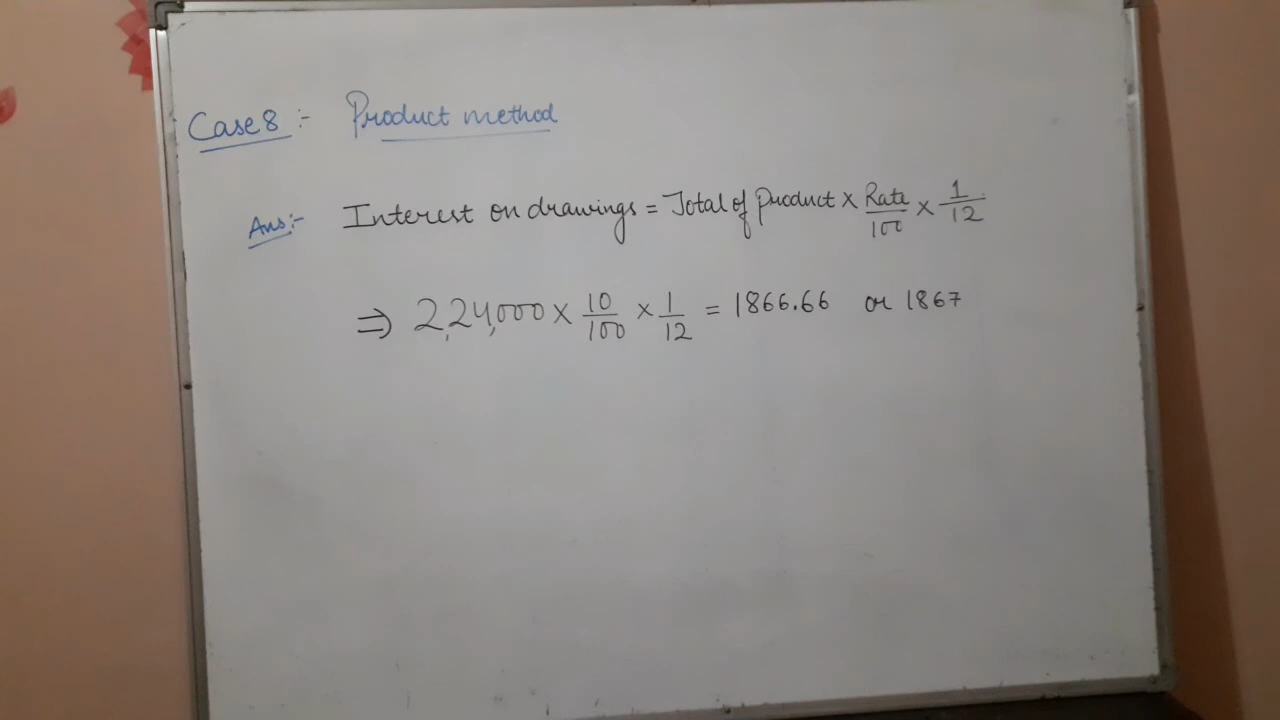 Case 8 :- Product method
Ans:- Interest on drawings = Total of Product × Rate/100 × 1/12
⇒ 2,24,000 × 10/100 × 1/12 = 1866.66 or 1867